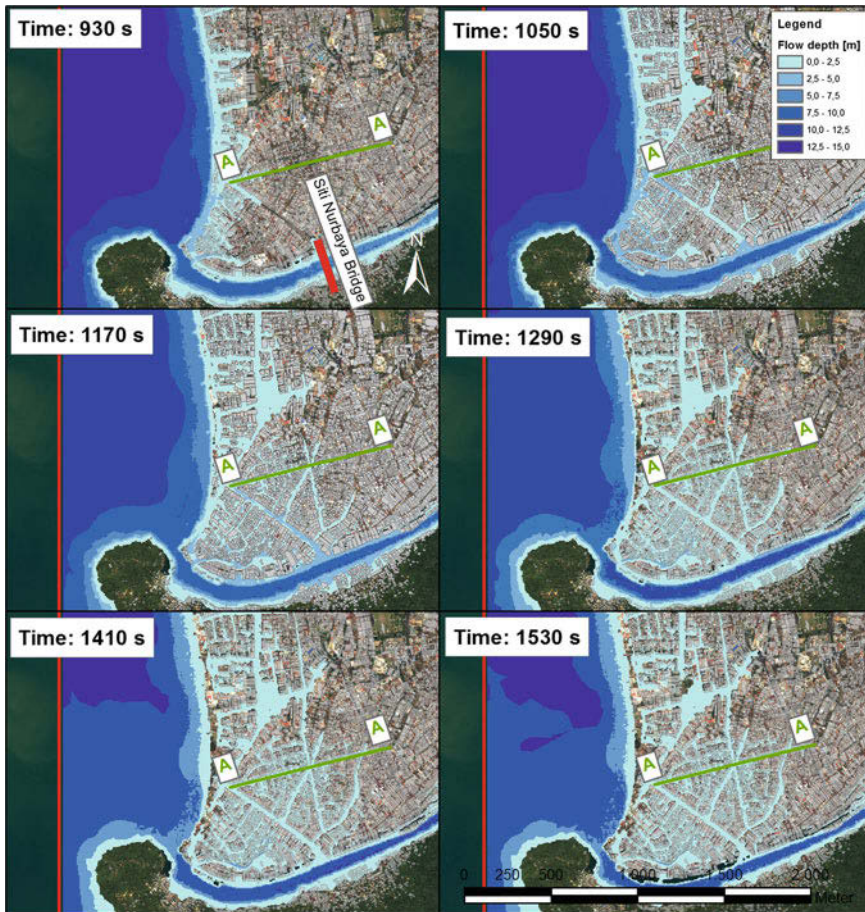 Time: 930 s
A
A
Siti Nurbaya Bridge
N
Time: 1050 s
A
Legend
Flow depth [m]
0,0 - 2,5
2,5 - 5,0
5,0 - 7,5
7,5 - 10,0
10,0 - 12,5
12,5 - 15,0
Time: 1170 s
A
A
Time: 1290 s
A
A
Time: 1410 s
A
A
Time: 1530 s
A
A
0 250 500 1.000 1.500 2.000
Meter